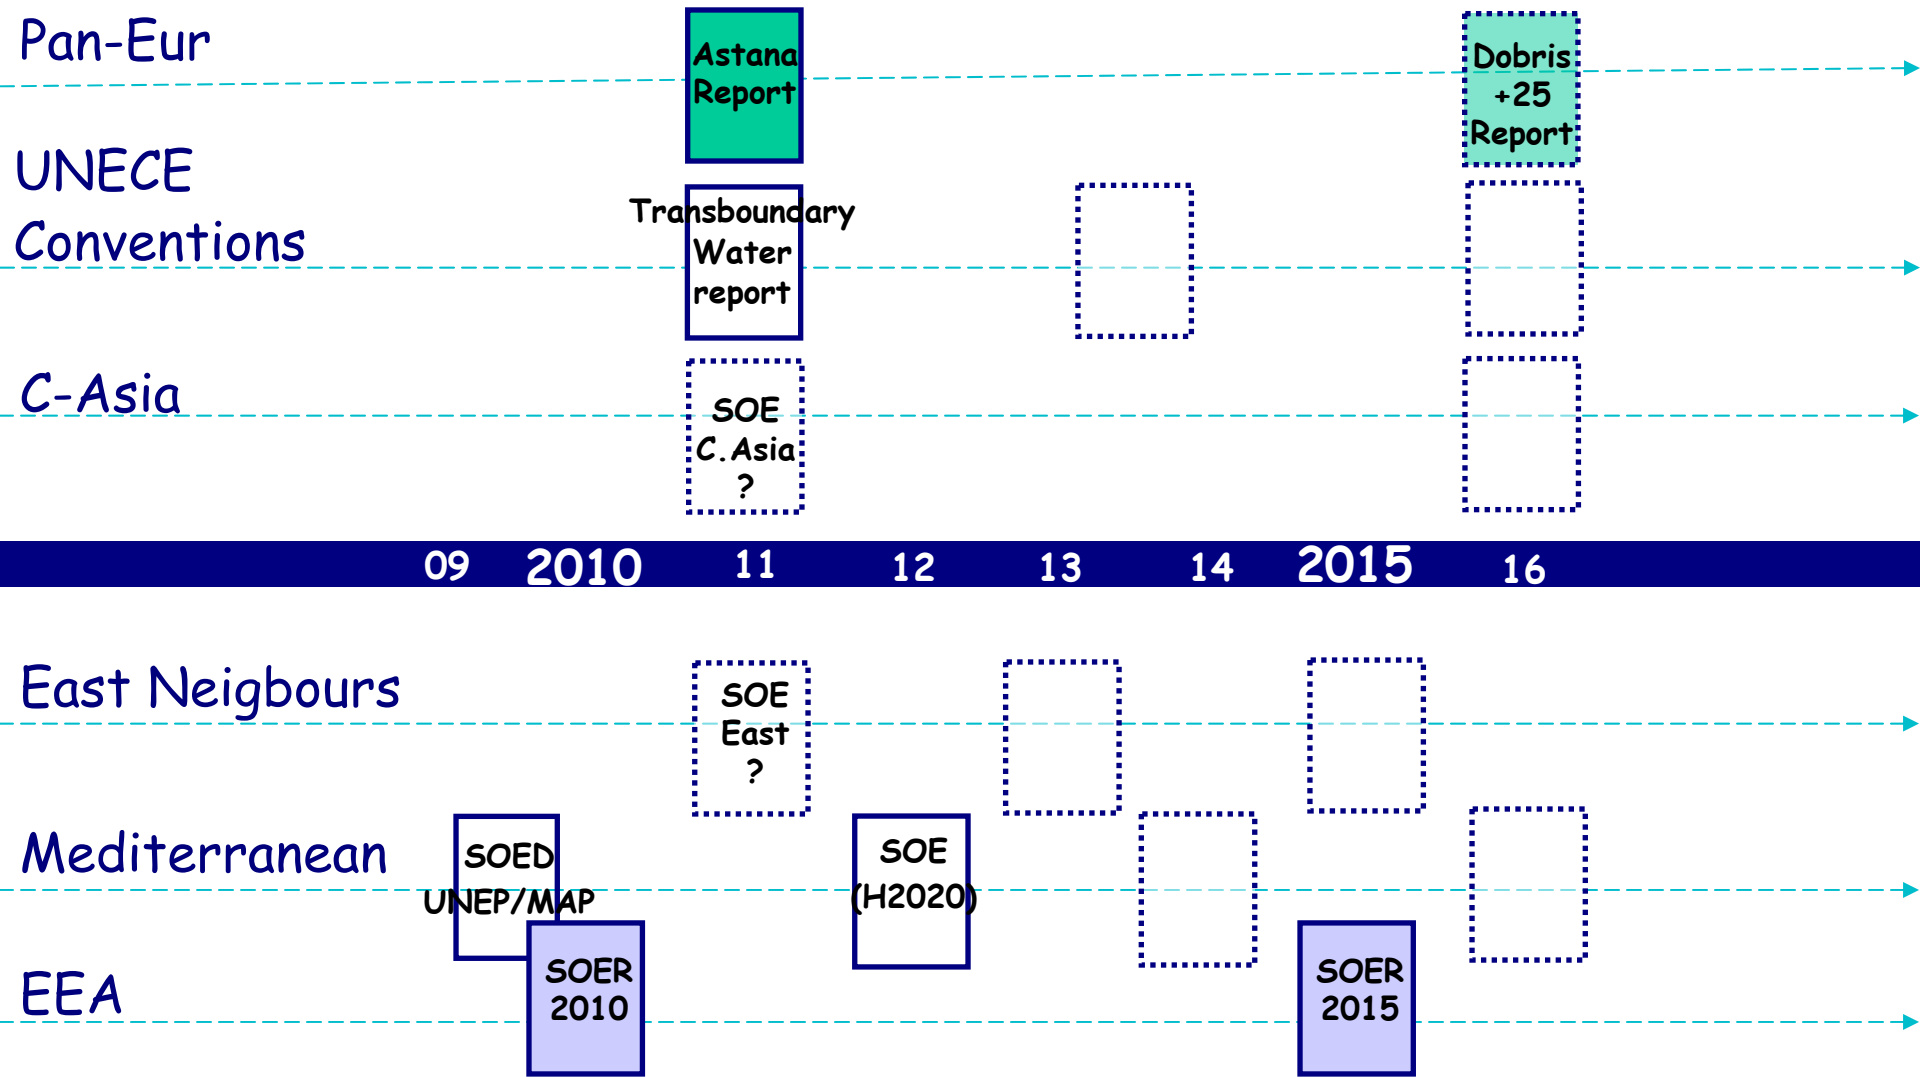 Pan-Eur
Astana
Report
Dobris
+25
Report
UNECE
Conventions
Transboundary
Water
report
C-Asia
SOE
C.Asia
?
09 2010 11 12 13 14 2015 16
East Neigbours
SOE
East
?
Mediterranean
SOED
UNEP/MAP
SOE
(H2020)
EEA
SOER
2010
SOER
2015